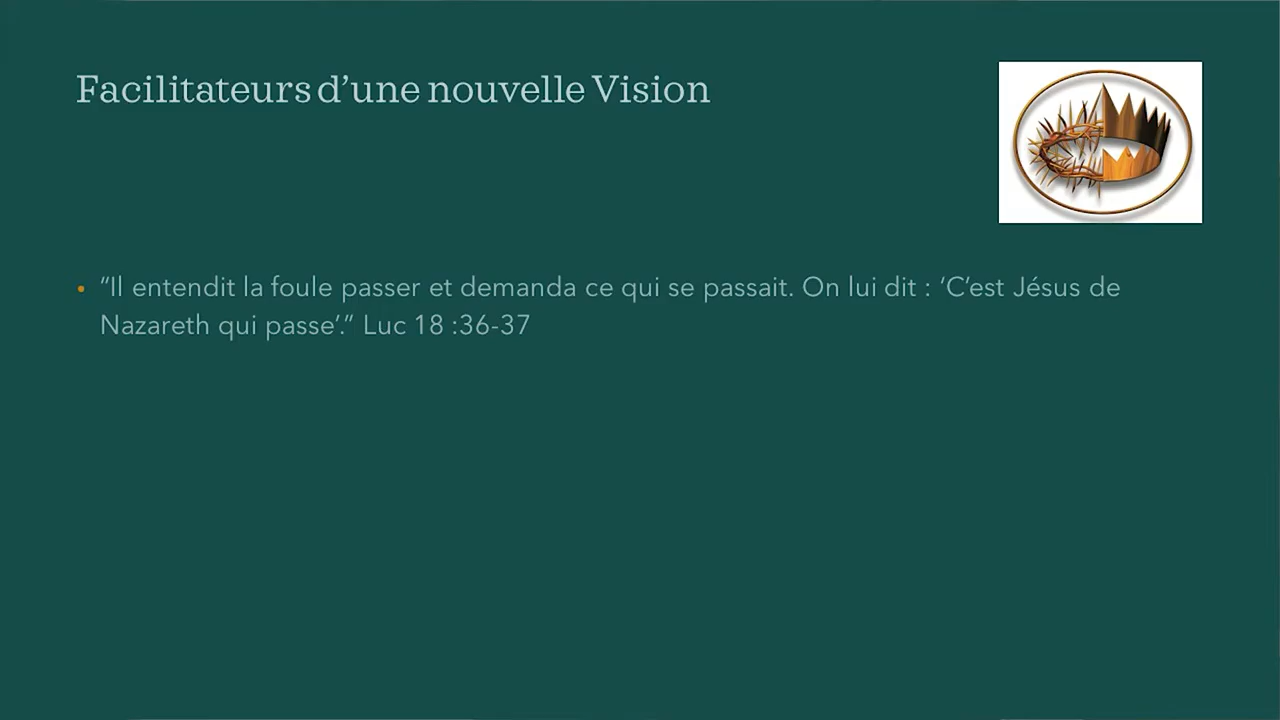 Facilitateurs d’une nouvelle Vision
• “Il entendit la foule passer et demanda ce qui se passait. On lui dit : ‘C’est Jésus de
Nazareth qui passe’.” Luc 18 :36-37